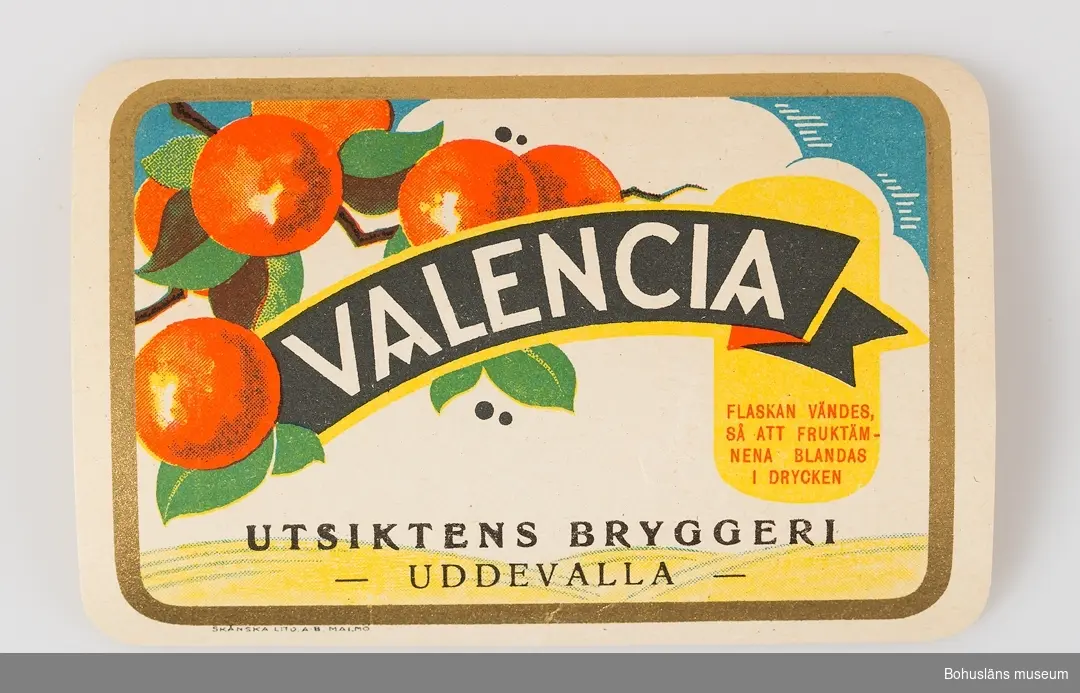 VALENCIA
FLASKAN VÄNDES,
SÅ ATT FRUKTÄM-
NENA BLANDAS
I DRYCKEN
UTSIKTENS BRYGGERI
— UDDEVALLA —
SKÅNSKA LITO. A.B. MALMÖ
Bohusläns museum